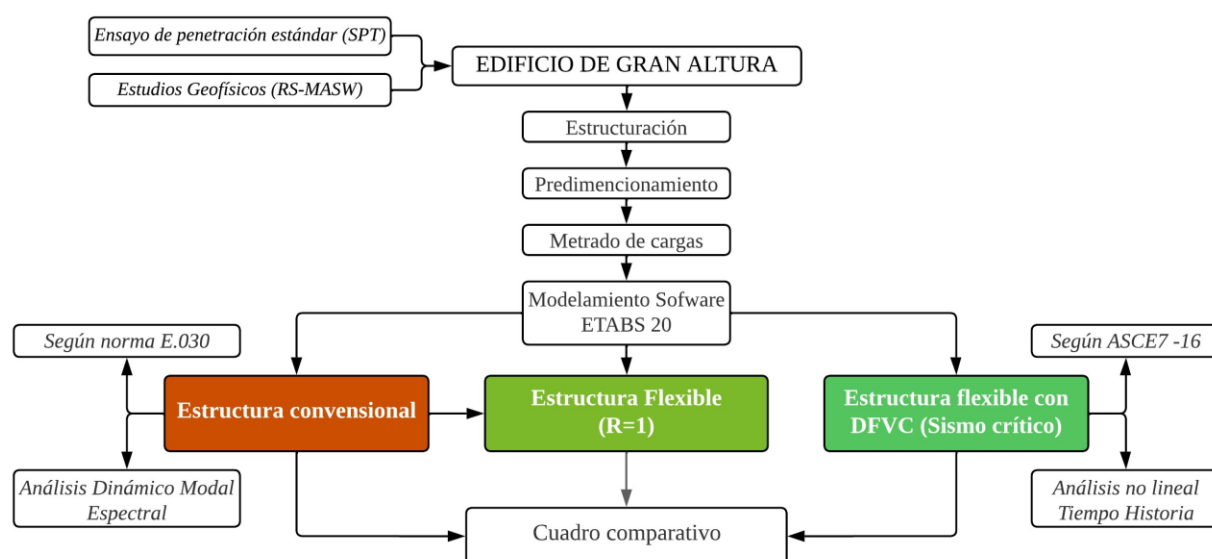 Ensayo de penetración estándar (SPT)
Estudios Geofísicos (RS-MASW)
EDIFICIO DE GRAN ALTURA
Estructuración
Predimencionamiento
Metrado de cargas
Modelamiento Sofware
ETABS 20
Según norma E.030
Según ASCE7 -16
Estructura convensional
Estructura Flexible
(R=1)
Estructura flexible con
DFVC (Sismo crítico)
Análisis Dinámico Modal
Espectral
Análisis no lineal
Tiempo Historia
Cuadro comparativo